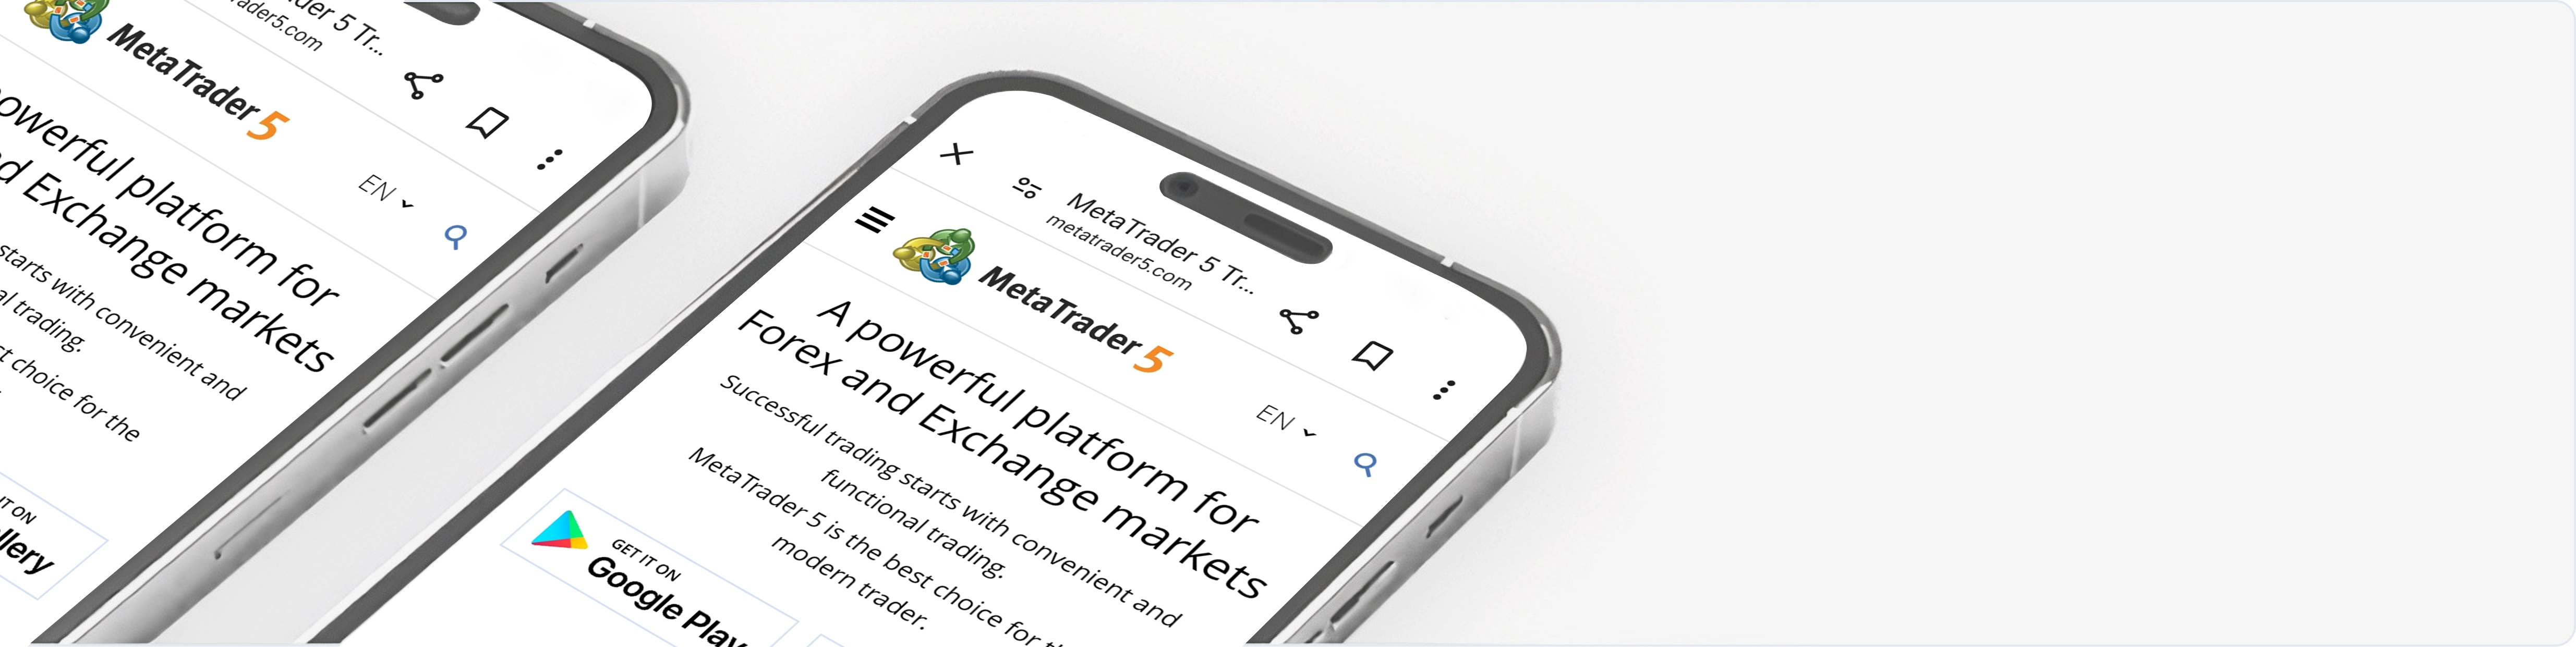 der 5 Tr...
rader5.com
MetaTrader 5
EN
owerful platform for
d Exchange markets
starts with convenient and
al trading.
t choice for the
IT ON
llery
MetaTrader 5 Tr...
metatrader5.com
MetaTrader 5
EN
A powerful platform for
Forex and Exchange markets
Successful trading starts with convenient and
functional trading.
MetaTrader 5 is the best choice for
modern trader.
GET IT ON
Google Play